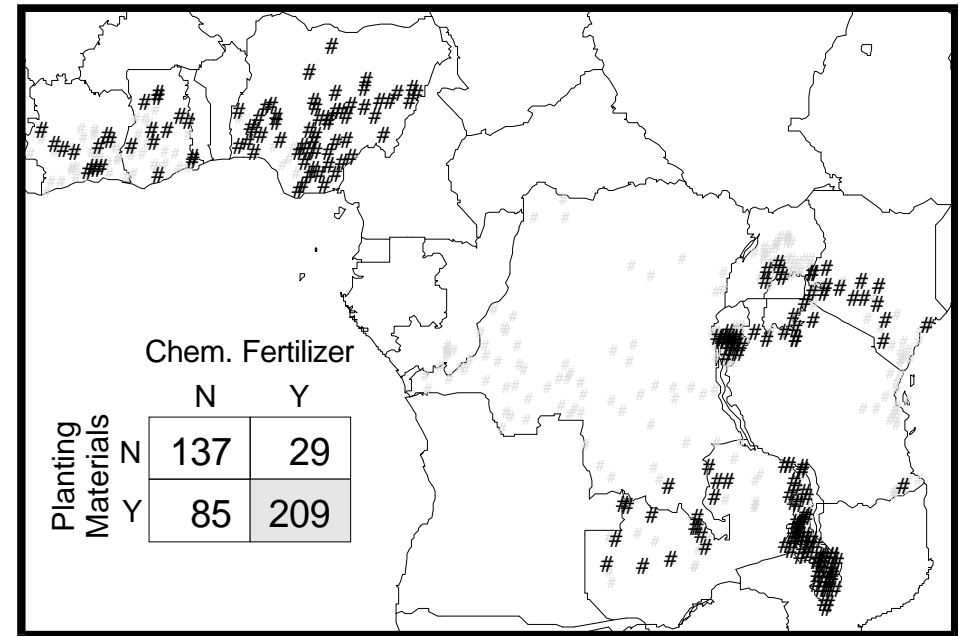 Chem. Fertilizer
N Y
Planting
Materials
N 137 29
Y 85 209